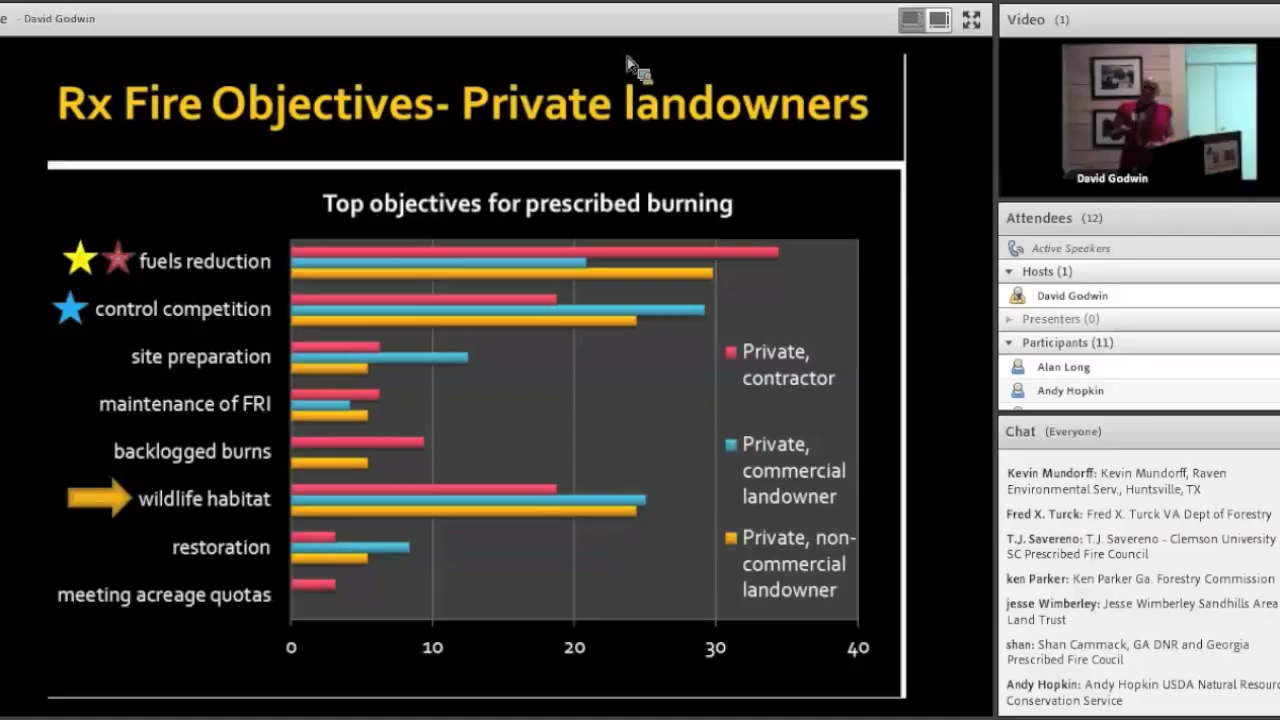 e - David Godwin
Rx Fire Objectives- Private landowners
Top objectives for prescribed burning
fuels reduction
control competition
site preparation
maintenance of FRI
backlogged burns
wildlife habitat
restoration
meeting acreage quotas
Private,
contractor
Private,
commercial
landowner
Private, non-
commercial
landowner
0 10 20 30 40
Video (1)
David Godwin
Attendees (12)
Active Speakers
Hosts (1)
David Godwin
Presenters (0)
Participants (11)
Alan Long
Andy Hopkin
Chat (Everyone)
Kevin Mundorff: Kevin Mundorff, Raven
Environmental Serv., Huntsville, TX
Fred X. Turck: Fred X. Turck VA Dept of Forestry
T.J. Savereno: T.J. Savereno - Clemson University
SC Prescribed Fire Council
ken Parker: Ken Parker Ga. Forestry Commission
jesse Wimberley: Jesse Wimberley Sandhills Area
Land Trust
shan: Shan Cammack, GA DNR and Georgia
Prescribed Fire Coucil
Andy Hopkin: Andy Hopkin USDA Natural Resourc
Conservation Service